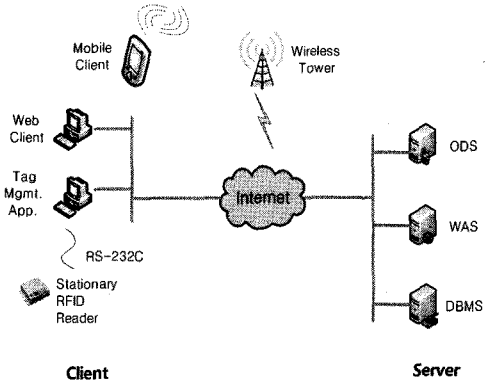 Mobile
Client
Wireless
Tower
Web
Client
ODS
Tag
Mgmt.
App.
Internet
WAS
RS-232C
Stationary
RFID
Reader
DBMS
Client
Server